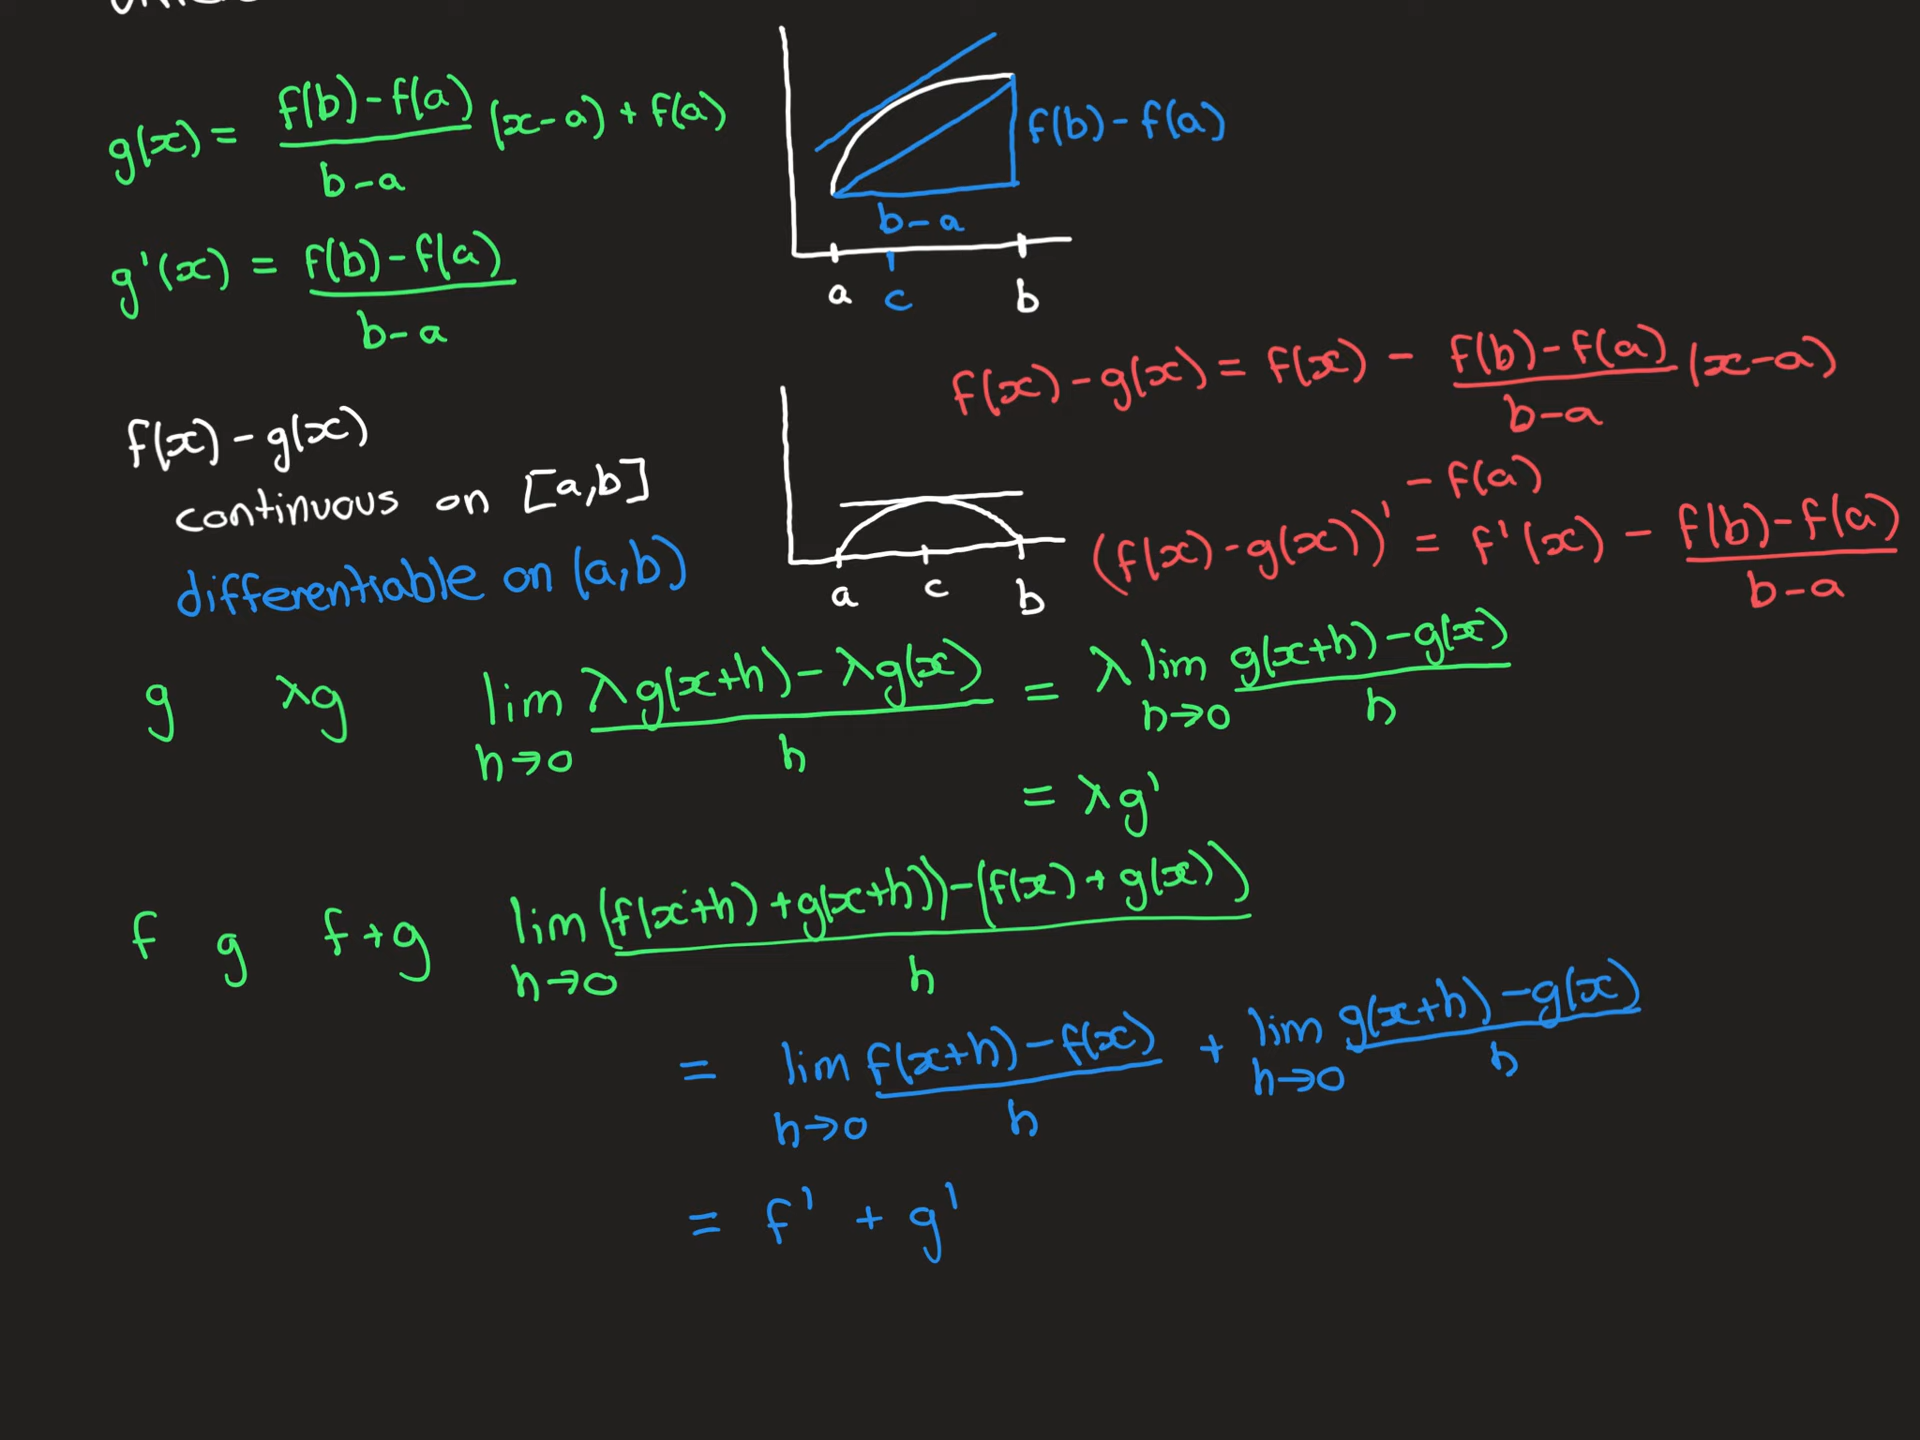 g(x) = f(b)-f(a) / b-a (x-a) + f(a)
f(b)-f(a)
b-a
a c b
g'(x) = f(b)-f(a) / b-a
f(x)-g(x) = f(x) - f(b)-f(a) / b-a (x-a)
- f(a)
f(x)-g(x)
continuous on [a,b]
differentiable on (a,b)
a c b
(f(x)-g(x))' = f'(x) - f(b)-f(a) / b-a
g λg lim h→0 λg(x+h)-λg(x) / h = λ lim h→0 g(x+h)-g(x) / h
= λg'
f g f+g lim h→0 (f(x+h)+g(x+h))-(f(x)+g(x)) / h
= lim h→0 f(x+h)-f(x) / h + lim h→0 g(x+h)-g(x) / h
= f' + g'